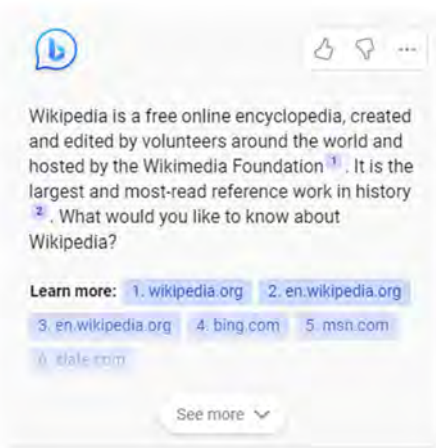 Wikipedia is a free online encyclopedia, created
and edited by volunteers around the world and
hosted by the Wikimedia Foundation 1 . It is the
largest and most-read reference work in history
2 . What would you like to know about
Wikipedia?
Learn more: 1. wikipedia.org 2. en.wikipedia.org
3. en.wikipedia.org 4. bing.com 5. msn.com
6. slate.com
See more